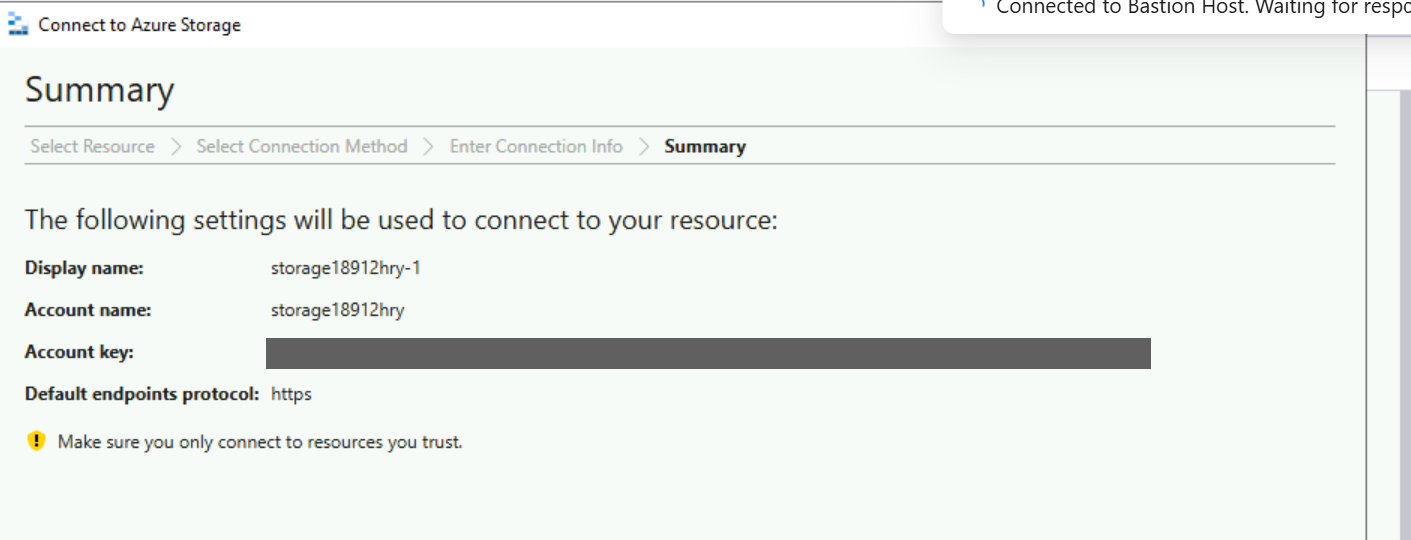 Connect to Azure Storage
Connected to Bastion Host. Waiting for
Summary
Select Resource > Select Connection Method > Enter Connection Info > Summary
The following settings will be used to connect to your resource:
Display name: storage18912hry-1
Account name: storage18912hry
Account key:
Default endpoints protocol: https
Make sure you only connect to resources you trust.